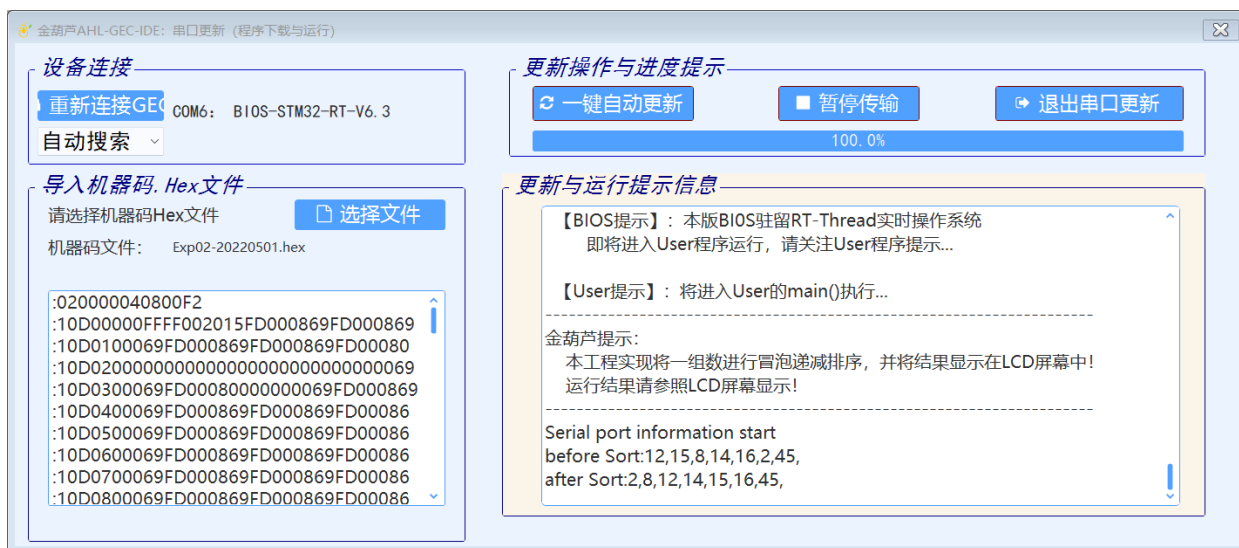 金葫芦AHL-GEC-IDE：串口更新（程序下载与运行）
设备连接
重新连接GEC
COM6： BIOS-STM32-RT-V6.3
自动搜索
更新操作与进度提示
一键自动更新
暂停传输
退出串口更新
100.0%
导入机器码.Hex文件
请选择机器码Hex文件
选择文件
机器码文件： Exp02-20220501.hex
:020000040800F2
:10D00000FFFF002015FD000869FD000869
:10D0100069FD000869FD000869FD00080
:10D02000000000000000000000000000069
:10D0300069FD00080000000069FD000869
:10D0400069FD000869FD000869FD00086
:10D0500069FD000869FD000869FD00086
:10D0600069FD000869FD000869FD00086
:10D0700069FD000869FD000869FD00086
:10D0800069FD000869FD000869FD00086
更新与运行提示信息
【BIOS提示】：本版BIOS驻留RT-Thread实时操作系统
即将进入User程序运行，请关注User程序提示...
【User提示】：将进入User的main()执行...
---------------------------------------------------------------------
金葫芦提示：
本工程实现将一组数进行冒泡递减排序，并将结果显示在LCD屏幕中！
运行结果请参照LCD屏幕显示！
---------------------------------------------------------------------
Serial port information start
before Sort:12,15,8,14,16,2,45,
after Sort:2,8,12,14,15,16,45,